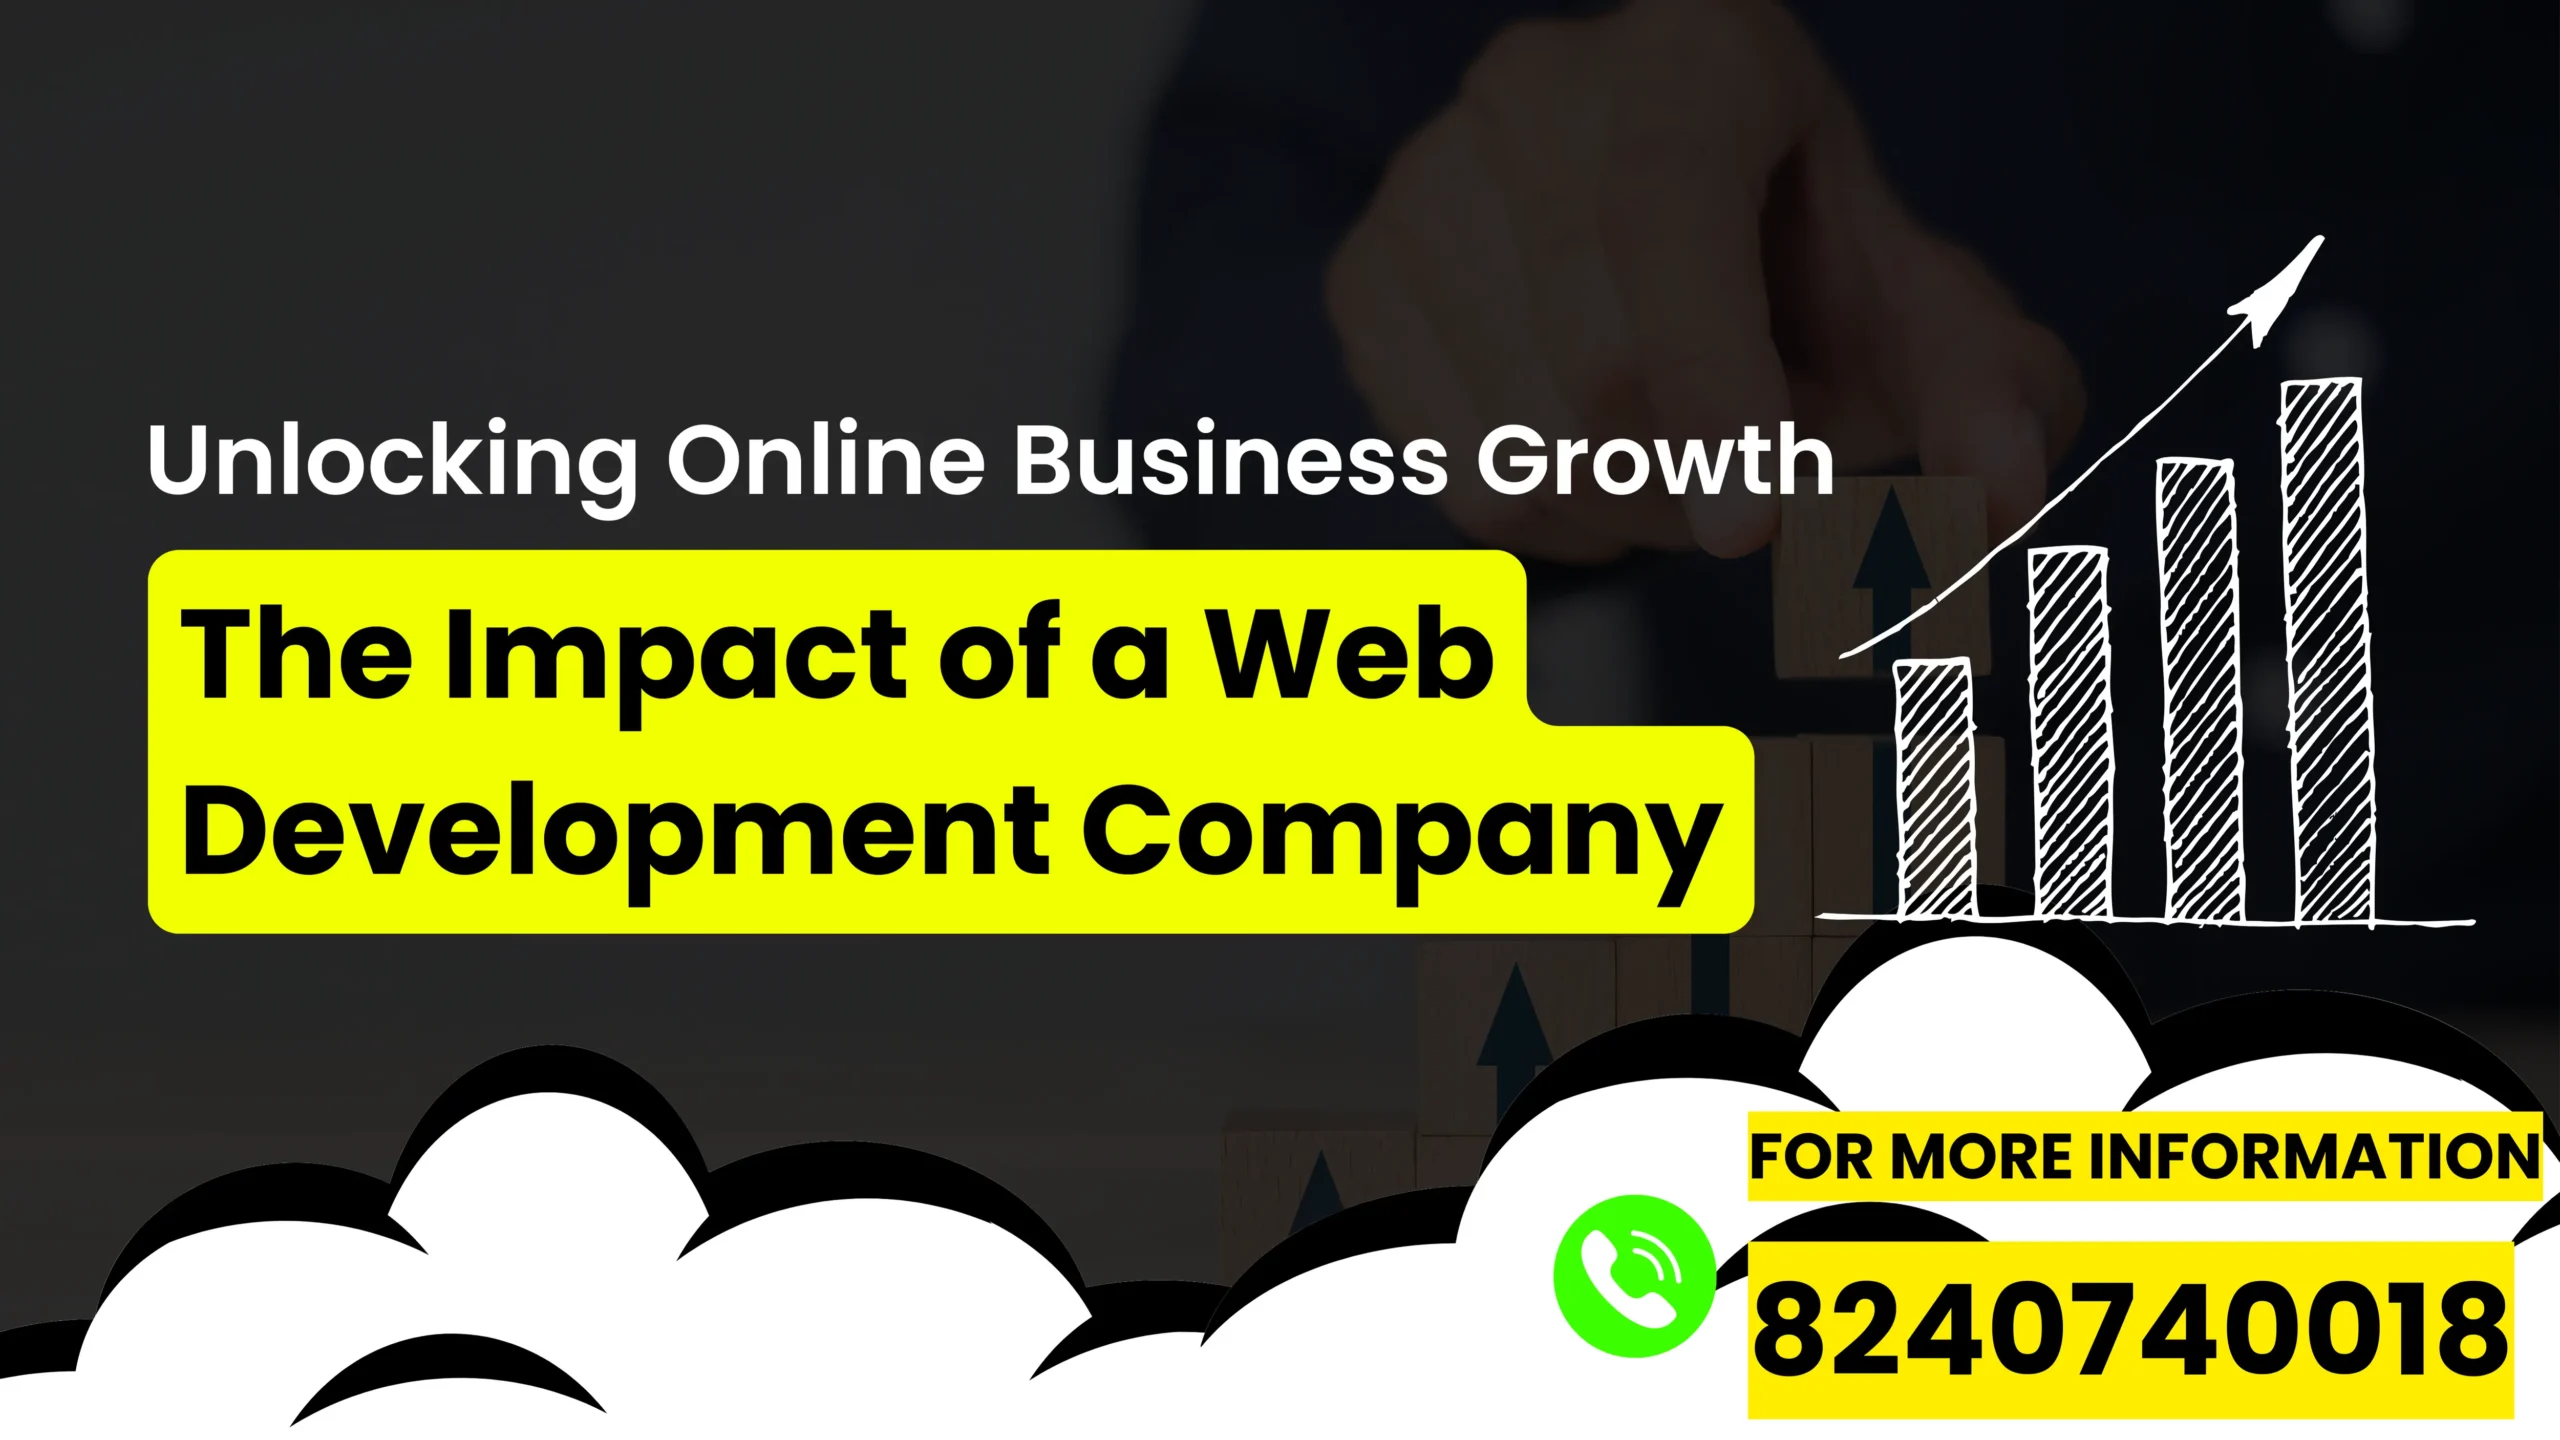 Unlocking Online Business Growth
The Impact of a Web
Development Company
FOR MORE INFORMATION
8240740018